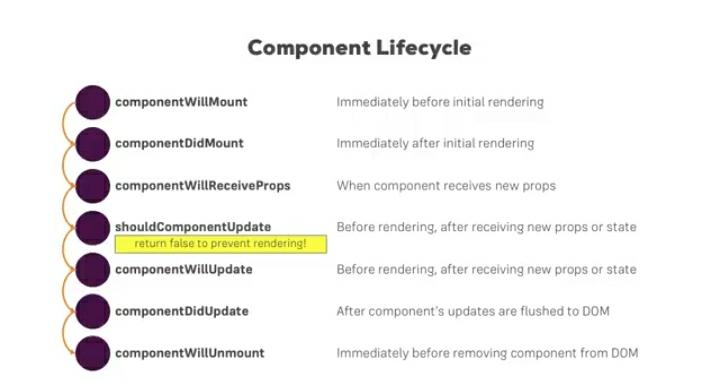 Component Lifecycle
componentWillMount Immediately before initial rendering
componentDidMount Immediately after initial rendering
componentWillReceiveProps When component receives new props
shouldComponentUpdate Before rendering, after receiving new props or state
return false to prevent rendering!
componentWillUpdate Before rendering, after receiving new props or state
componentDidUpdate After component's updates are flushed to DOM
componentWillUnmount Immediately before removing component from DOM